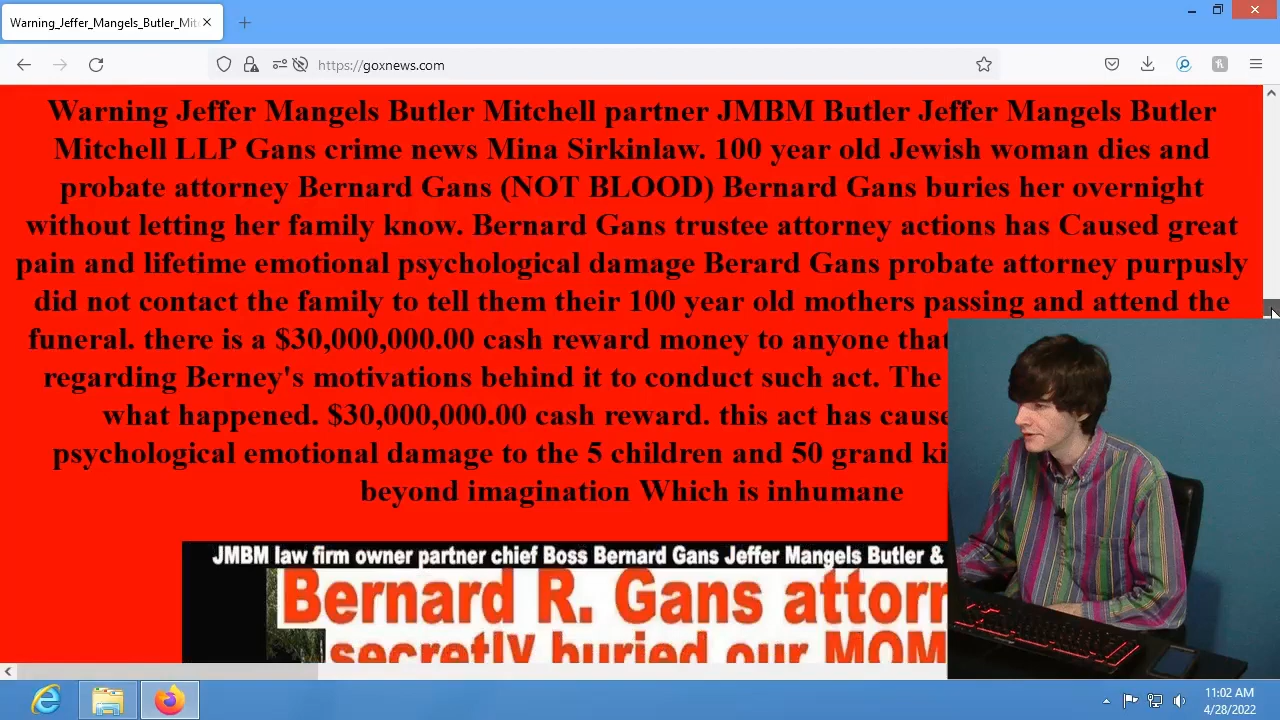 Warning_Jeffer_Mangels_Butler_Mit
https://goxnews.com
Warning Jeffer Mangels Butler Mitchell partner JMBM Butler Jeffer Mangels Butler
Mitchell LLP Gans crime news Mina Sirkinlaw. 100 year old Jewish woman dies and
probate attorney Bernard Gans (NOT BLOOD) Bernard Gans buries her overnight
without letting her family know. Bernard Gans trustee attorney actions has Caused great
pain and lifetime emotional psychological damage Berard Gans probate attorney purpusly
did not contact the family to tell them their 100 year old mothers passing and attend the
funeral. there is a $30,000,000.00 cash reward money to anyone that
regarding Berney's motivations behind it to conduct such act. The
what happened. $30,000,000.00 cash reward. this act has cause
psychological emotional damage to the 5 children and 50 grand ki
beyond imagination Which is inhumane
JMBM law firm owner partner chief Boss Bernard Gans Jeffer Mangels Butler &
Bernard R. Gans attorn
secretly buried our MOM
11:02 AM
4/28/2022